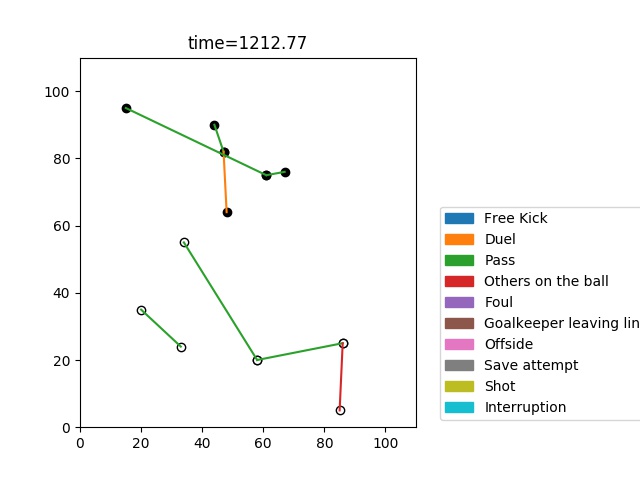 time=1212.77
100
80
60
40
20
0
0 20 40 60 80 100
Free Kick
Duel
Pass
Others on the ball
Foul
Goalkeeper leaving lin
Offside
Save attempt
Shot
Interruption